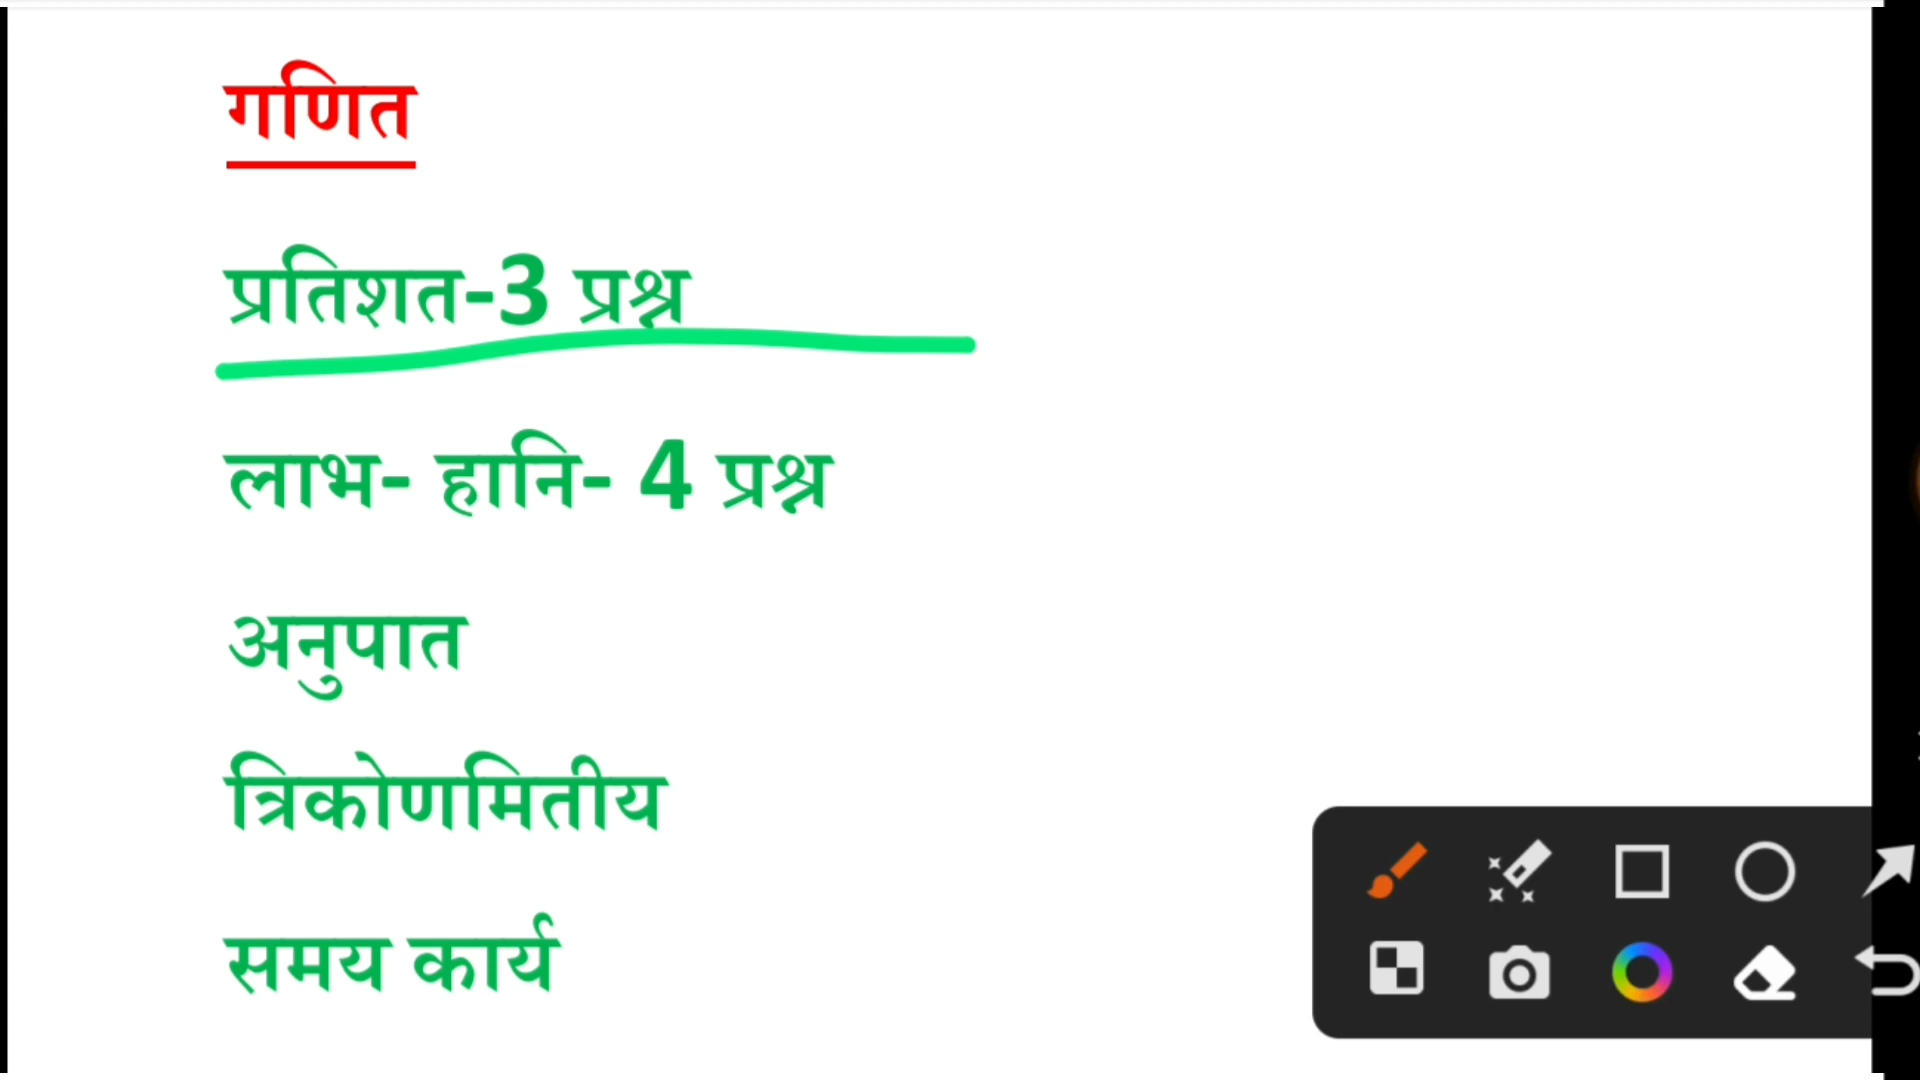 गणित
प्रतिशत-3 प्रश्न
लाभ- हानि- 4 प्रश्न
अनुपात
त्रिकोणमितीय
समय कार्य